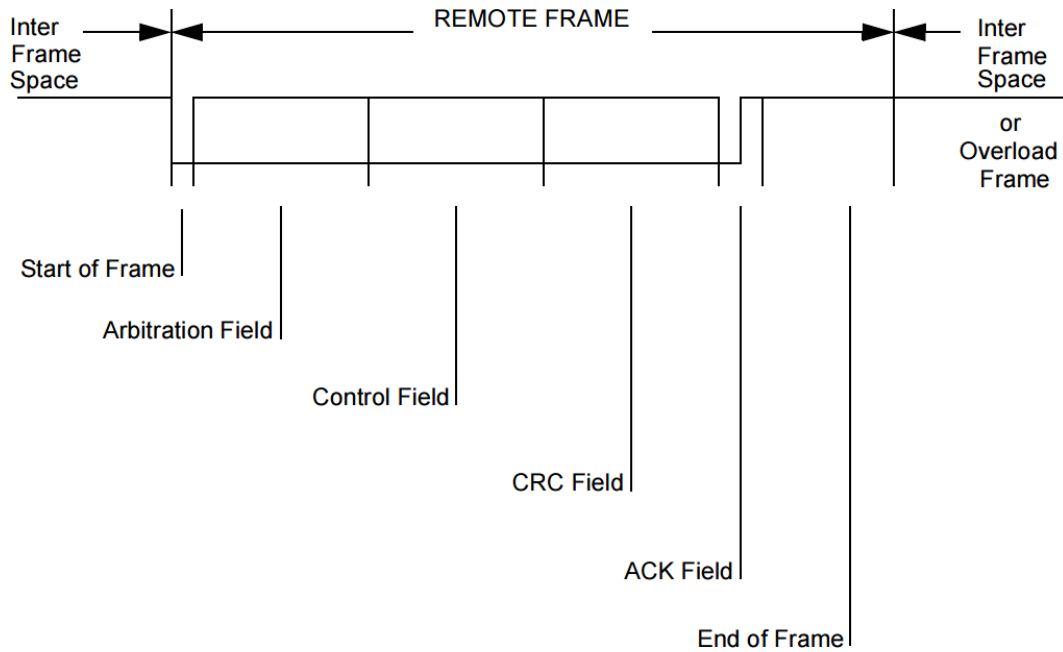 Inter
Frame
Space
REMOTE FRAME
Inter
Frame
Space
or
Overload
Frame
Start of Frame
Arbitration Field
Control Field
CRC Field
ACK Field
End of Frame